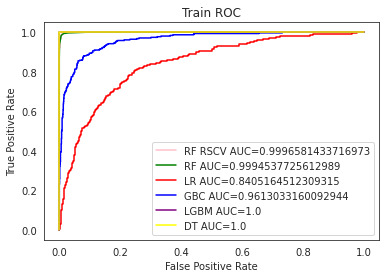 Train ROC
True Positive Rate
1.0
0.8
0.6
0.4
0.2
0.0
RF RSCV AUC=0.9996581433716973
RF AUC=0.9994537725612989
LR AUC=0.8405164512309315
GBC AUC=0.9613033160092944
LGBM AUC=1.0
DT AUC=1.0
0.0 0.2 0.4 0.6 0.8 1.0
False Positive Rate